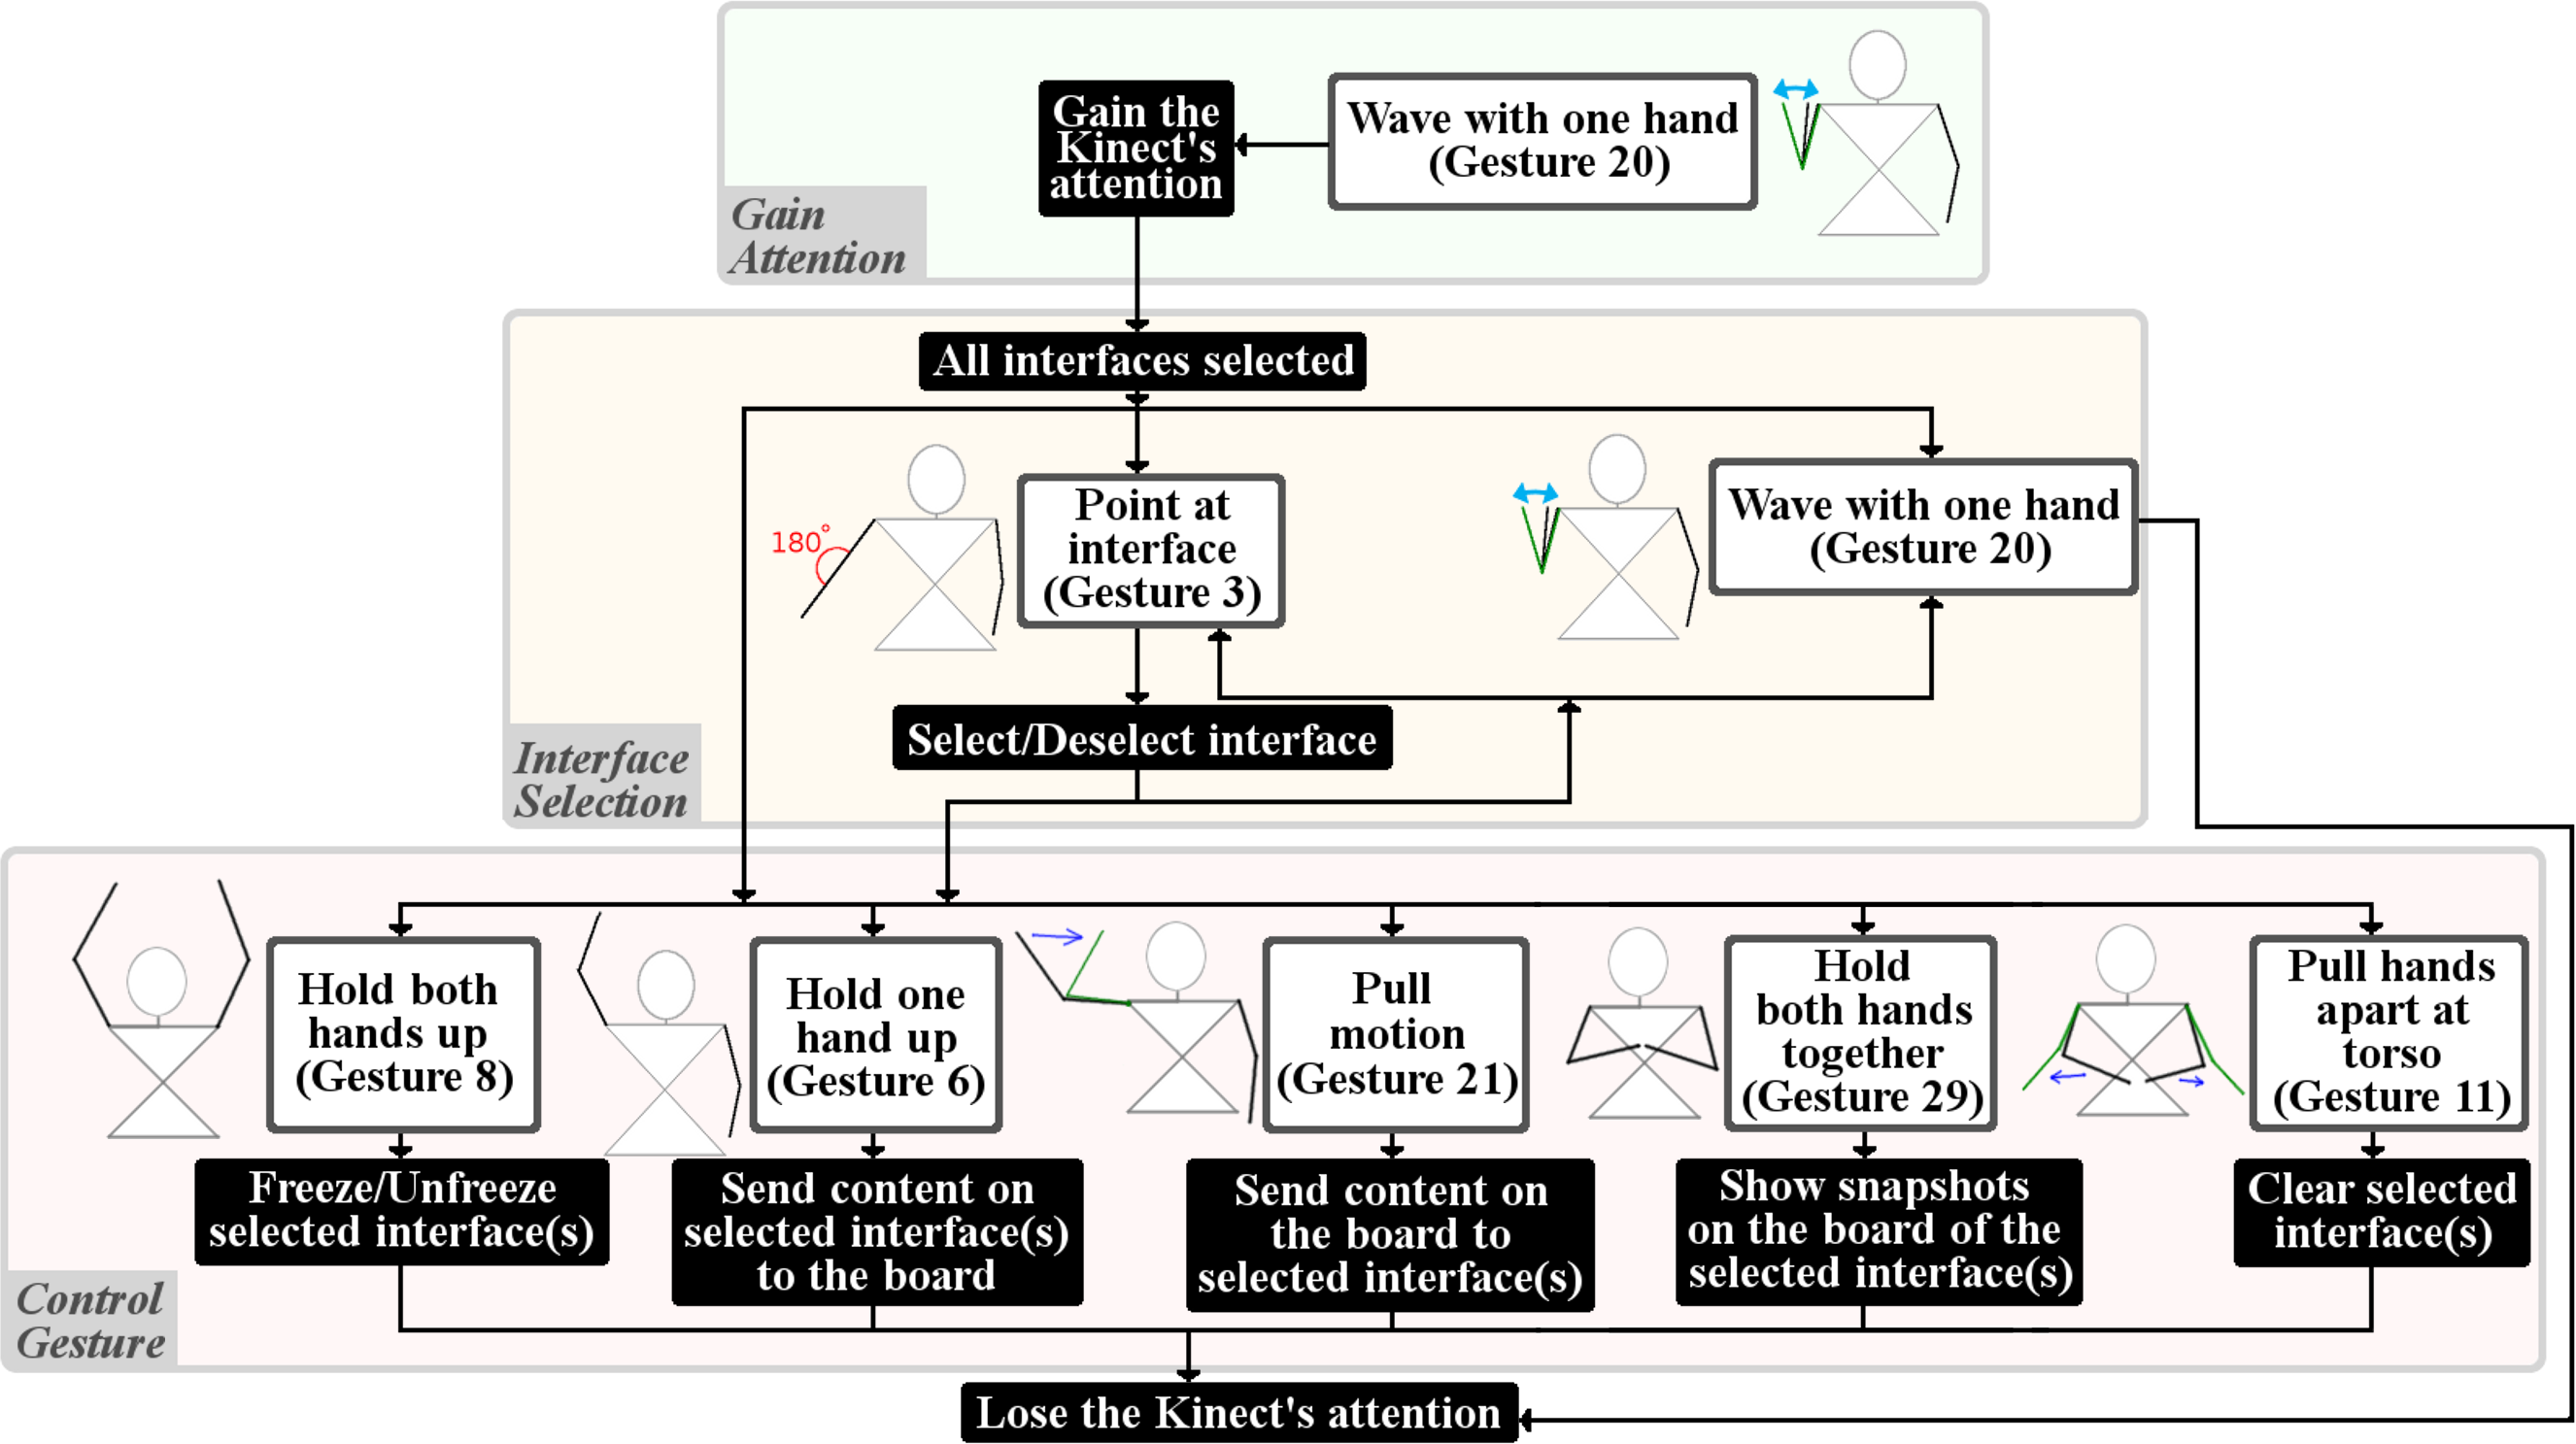 Gain the
Kinect's
attention
Wave with one hand
(Gesture 20)
Gain
Attention
All interfaces selected
180°
Point at
interface
(Gesture 3)
Wave with one hand
(Gesture 20)
Select/Deselect interface
Interface
Selection
Hold both
hands up
(Gesture 8)
Hold one
hand up
(Gesture 6)
Pull
motion
(Gesture 21)
Hold
both hands
together
(Gesture 29)
Pull hands
apart at
torso
(Gesture 11)
Freeze/Unfreeze
selected interface(s)
Send content on
selected interface(s)
to the board
Send content on
the board to
selected interface(s)
Show snapshots
on the board of the
selected interface(s)
Clear selected
interface(s)
Control
Gesture
Lose the Kinect's attention